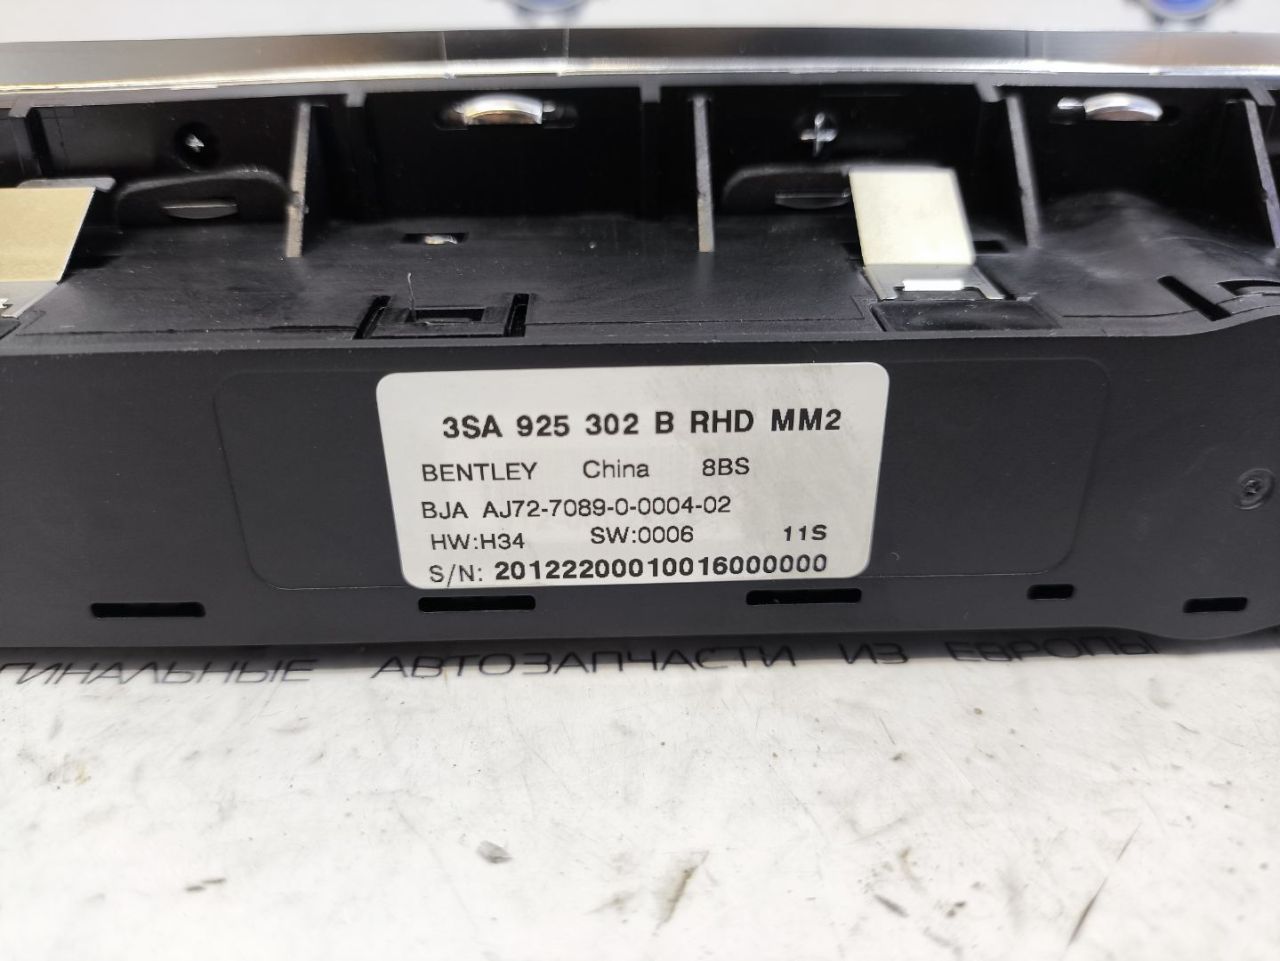 3SA 925 302 B RHD MM2
BENTLEY China 8BS
BJA AJ72-7089-0-0004-02
HW:H34 SW:0006 11S
S/N: 20122200010016000000
АВТОЗАПЧАСТИ ИЗ ЕВРОПЫ